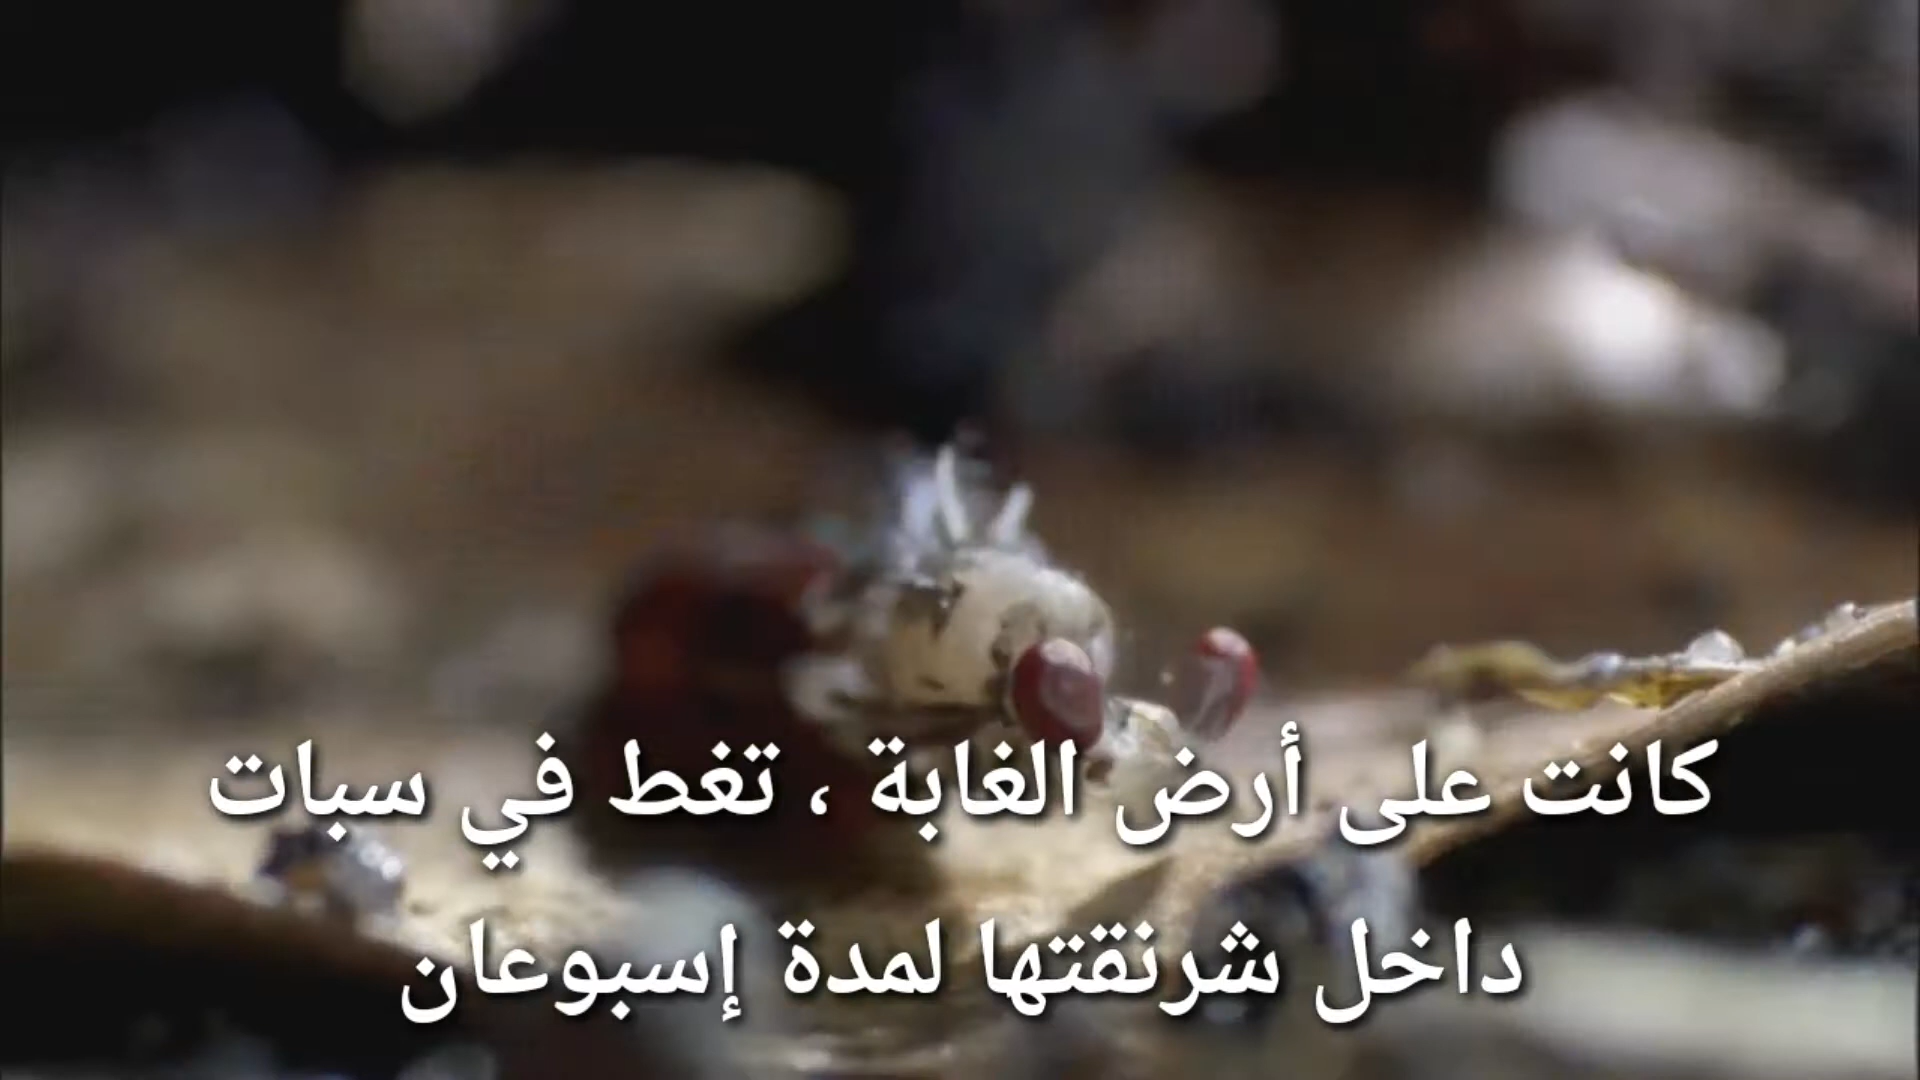 كانت على أرض الغابة ، تغط في سبات
داخل شرنقتها لمدة إسبوعان